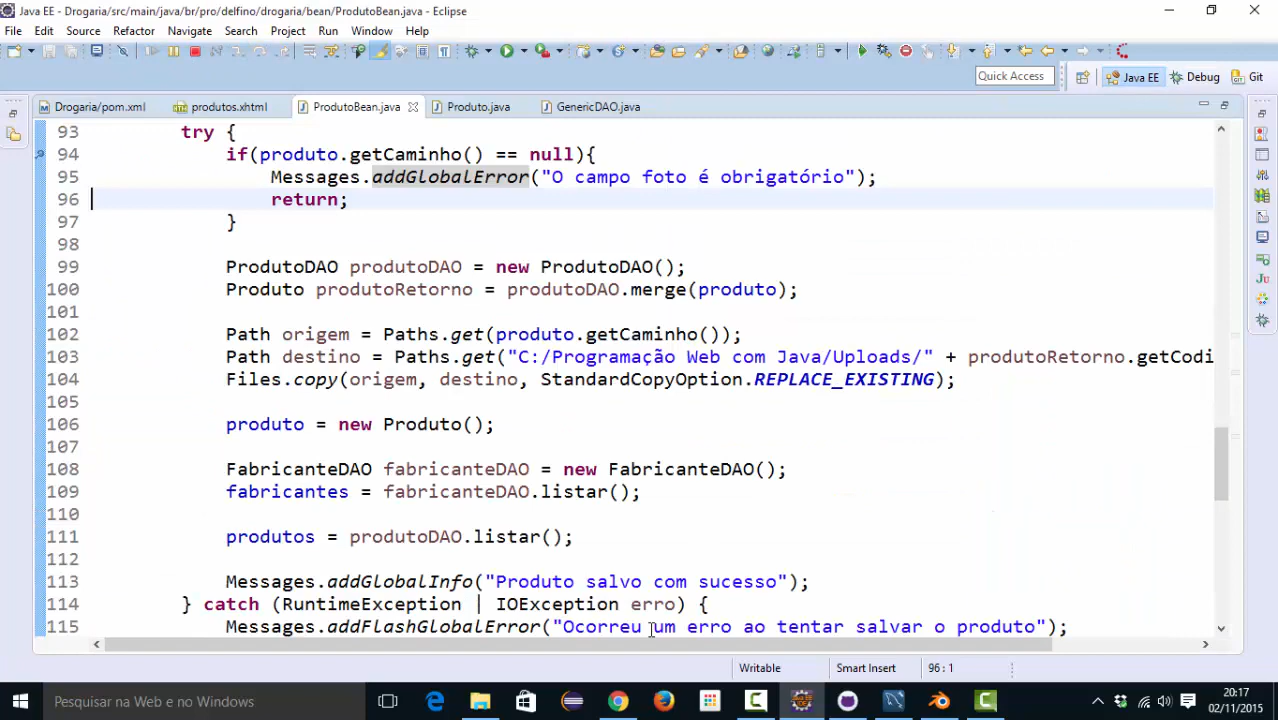 Java EE - Drogaria/src/main/java/br/pro/delfino/drogaria/bean/ProdutoBean.java - Eclipse
File Edit Source Refactor Navigate Search Project Run Window Help
Quick Access Java EE Debug Git
Drogaria/pom.xml produtos.xhtml ProdutoBean.java Produto.java GenericDAO.java
93 try {
94 if(produto.getCaminho() == null){
95 Messages.addGlobalError("O campo foto é obrigatório");
96 return;
97 }
98
99 ProdutoDAO produtoDAO = new ProdutoDAO();
100 Produto produtoRetorno = produtoDAO.merge(produto);
101
102 Path origem = Paths.get(produto.getCaminho());
103 Path destino = Paths.get("C:/Programação Web com Java/Uploads/" + produtoRetorno.getCodi
104 Files.copy(origem, destino, StandardCopyOption.REPLACE_EXISTING);
105
106 produto = new Produto();
107
108 FabricanteDAO fabricanteDAO = new FabricanteDAO();
109 fabricantes = fabricanteDAO.listar();
110
111 produtos = produtoDAO.listar();
112
113 Messages.addGlobalInfo("Produto salvo com sucesso");
114 } catch (RuntimeException | IOException erro) {
115 Messages.addFlashGlobalError("Ocorreu um erro ao tentar salvar o produto");
Writable Smart Insert 96 : 1
Pesquisar na Web e no Windows
20:17
02/11/2015